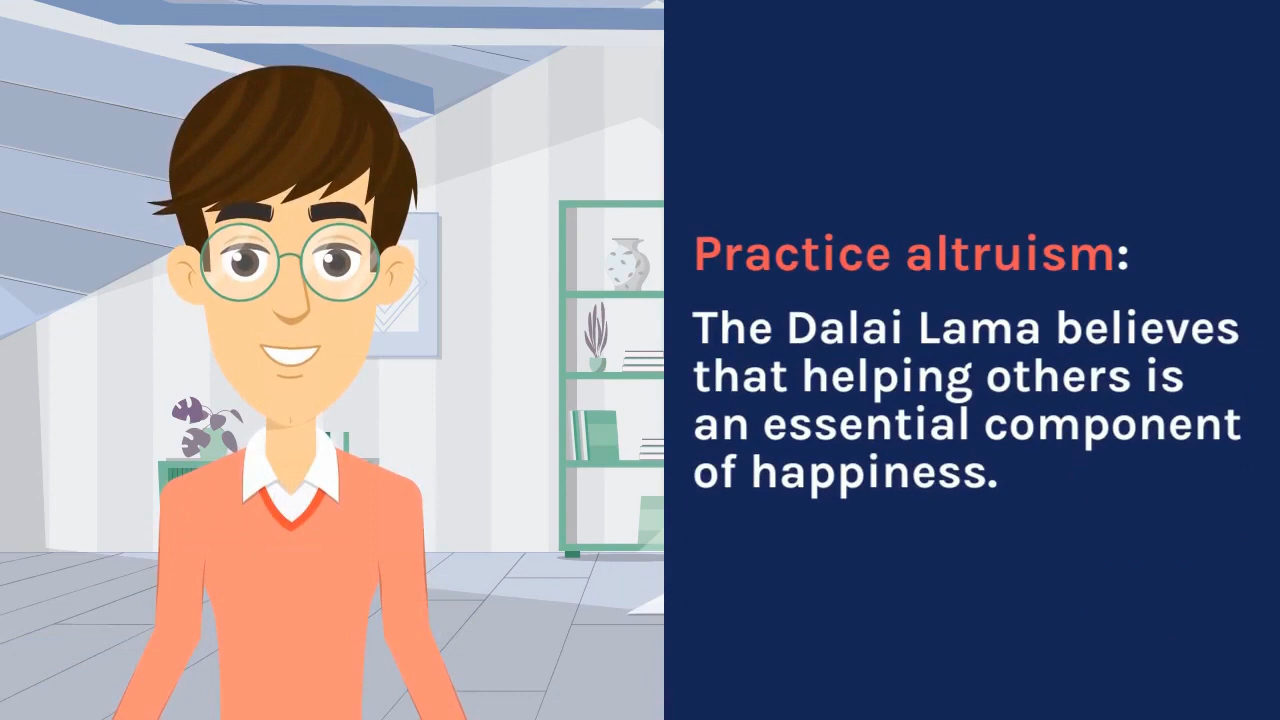 Practice altruism:
The Dalai Lama believes
that helping others is
an essential component
of happiness.